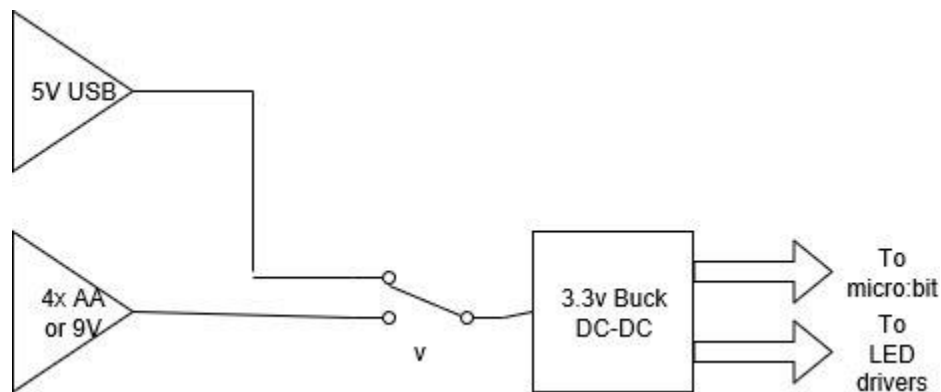 5V USB
4x AA
or 9V
v
3.3v Buck
DC-DC
To
micro:bit
To
LED
drivers